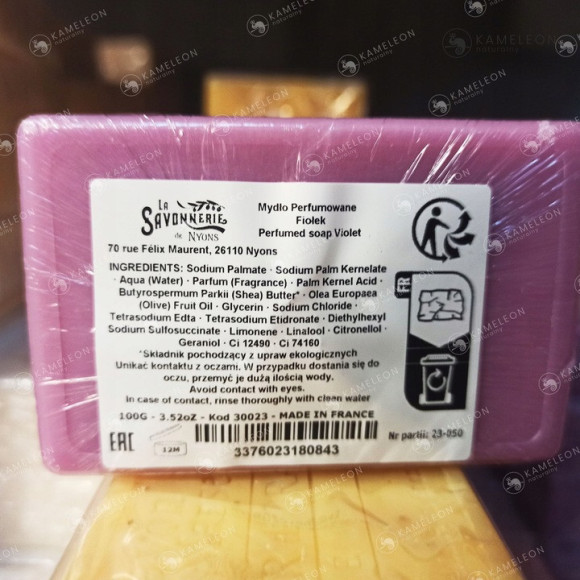 LA
SAVONNERIE
de NYONS
Mydło Perfumowane
Fiołek
Perfumed soap Violet
70 rue Félix Maurent, 26110 Nyons
INGREDIENTS: Sodium Palmate · Sodium Palm Kernelate
· Aqua (Water) · Parfum (Fragrance) · Palm Kernel Acid ·
Butyrospermum Parkii (Shea) Butter* · Olea Europaea
(Olive) Fruit Oil · Glycerin · Sodium Chloride ·
Tetrasodium Edta · Tetrasodium Etidronate · Diethylhexyl
Sodium Sulfosuccinate · Limonene · Linalool · Citronellol ·
Geraniol · Ci 12490 · Ci 74160
*Składnik pochodzący z upraw ekologicznych
Unikać kontaktu z oczami. W przypadku dostania się do
oczu, przemyć je dużą ilością wody.
Avoid contact with eyes.
In case of contact, rinse thoroughly with clean water
100G - 3.52oZ - Kod 30023 - MADE IN FRANCE
EAC
12M
3376023180843
Nr partii: 23-050
FR
KAMELEON
naturalny